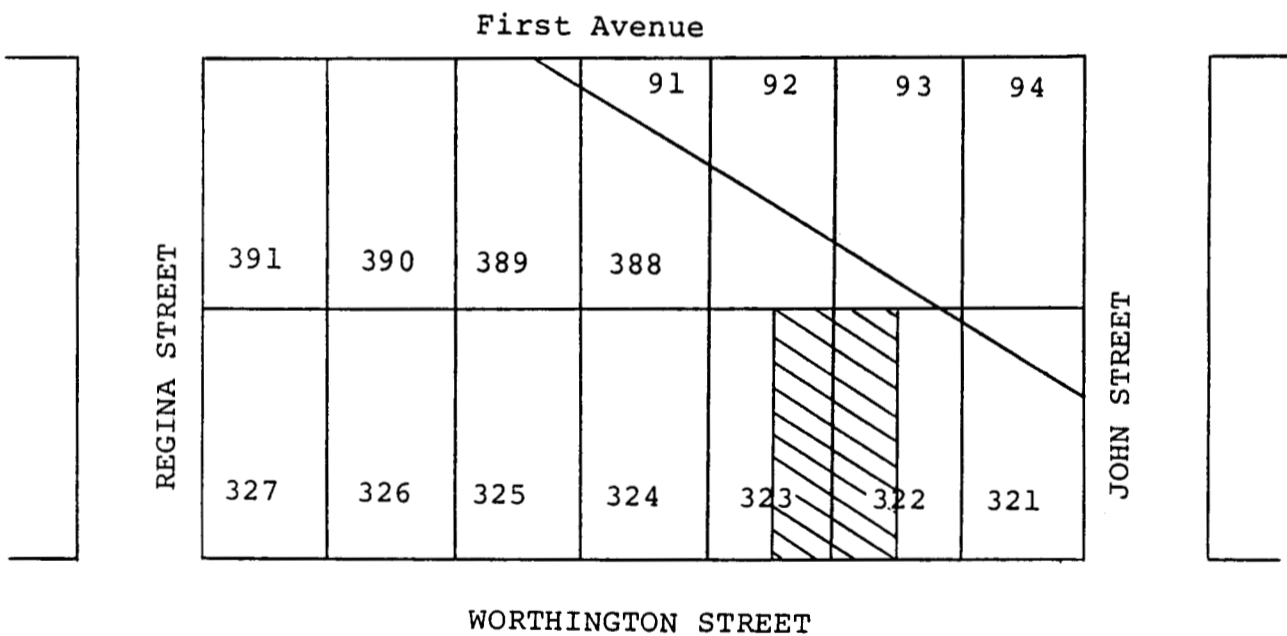 First Avenue
91 92 93 94
391 390 389 388
REGINA STREET
JOHN STREET
327 326 325 324 323 322 321
WORTHINGTON STREET